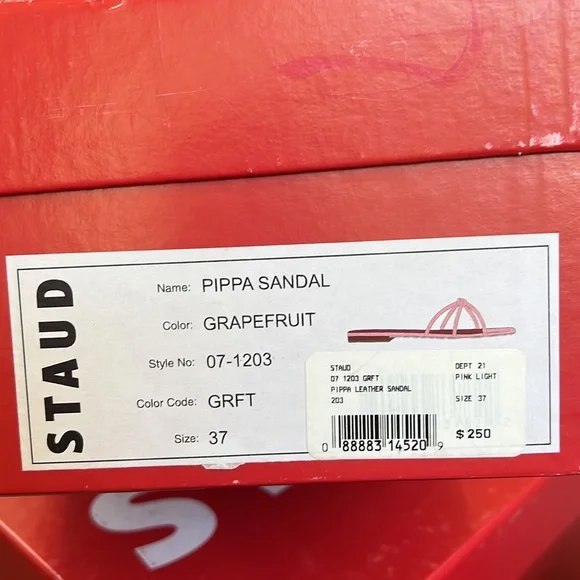 STAUD
Name: PIPPA SANDAL
Color: GRAPEFRUIT
Style No: 07-1203
Color Code: GRFT
Size: 37
STAUD
07 1203 GRFT
PIPPA LEATHER SANDAL
203
DEPT 21
PINK LIGHT
SIZE 37
0 88883 14520 9
$250